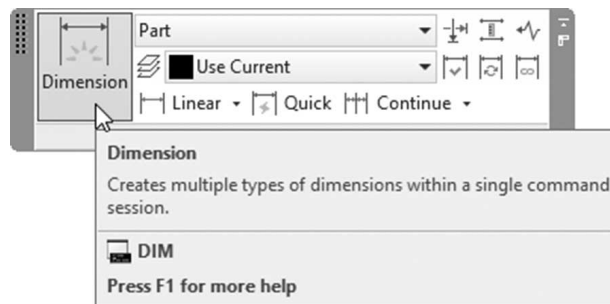 Part
Use Current
Dimension
Linear Quick Continue
Dimension
Creates multiple types of dimensions within a single command
session.
DIM
Press F1 for more help